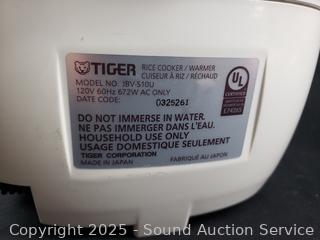 TIGER
RICE COOKER / WARMER
CUISEUR À RIZ / RÉCHAUD
MODEL NO: JBV-S10U
120V 60Hz 672W AC ONLY
DATE CODE: 0325261
UL
LISTED
E74265
DO NOT IMMERSE IN WATER.
NE PAS IMMERGER DANS L'EAU.
HOUSEHOLD USE ONLY
USAGE DOMESTIQUE SEULEMENT
TIGER CORPORATION
MADE IN JAPAN FABRIQUÉ AU JAPON
Copyright 2025 - Sound Auction Service